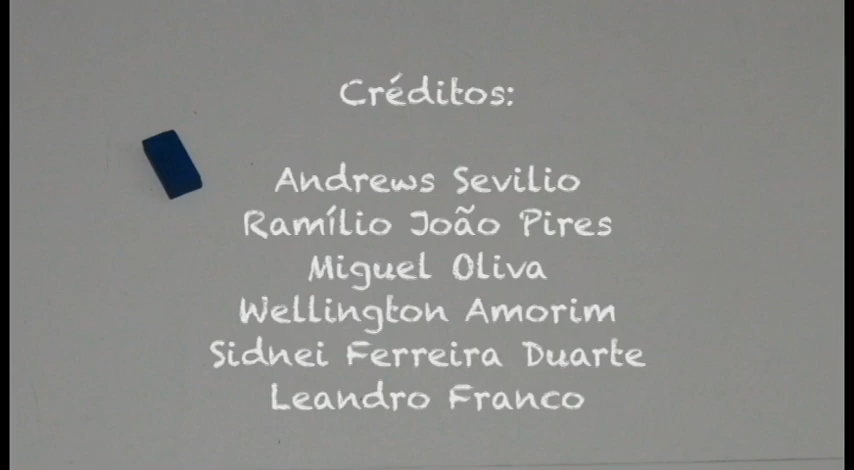 Créditos:
Andrews Sevilio
Ramílio João Pires
Miguel Oliva
Wellington Amorim
Sidnei Ferreira Duarte
Leandro Franco